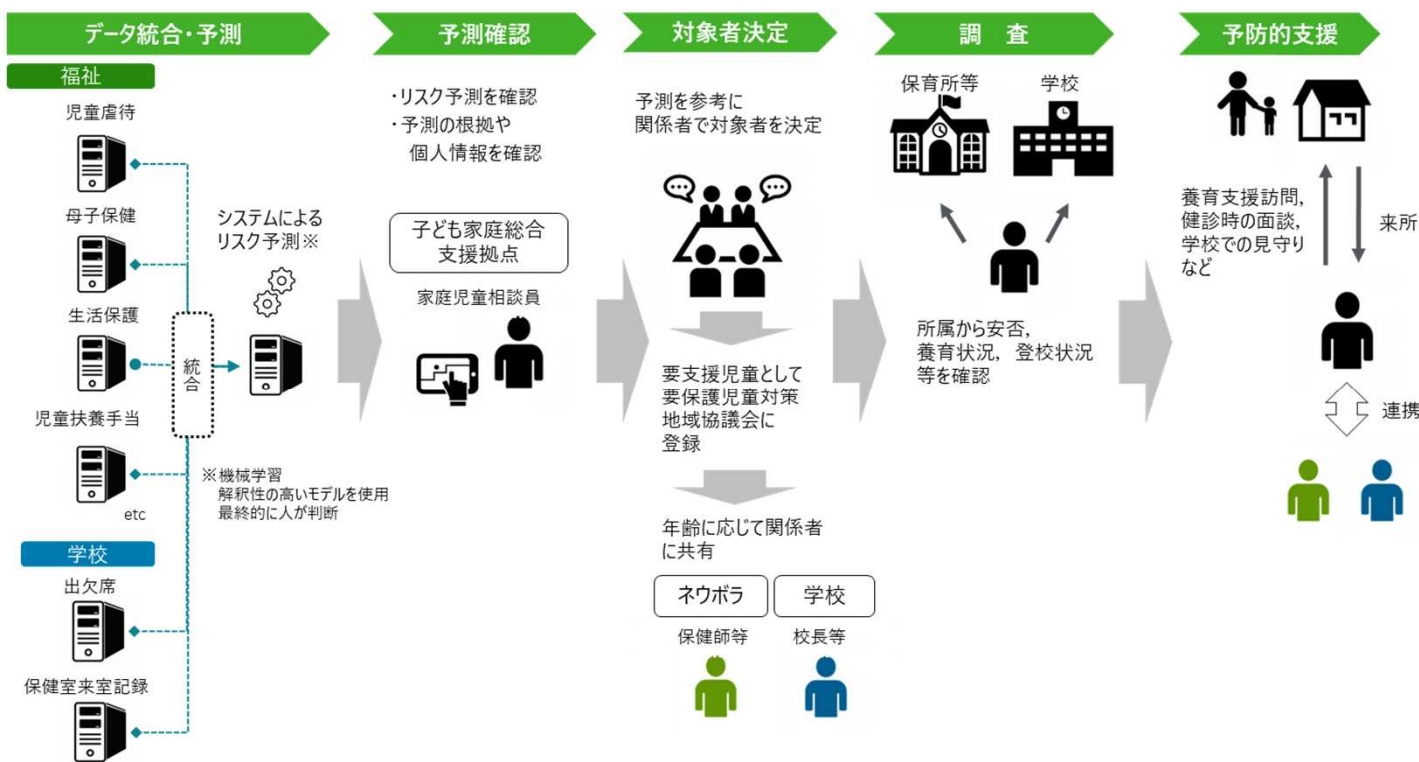 データ統合・予測
福祉
児童虐待
母子保健
生活保護
児童扶養手当
etc
学校
出欠席
保健室来室記録
統合
システムによる
リスク予測※
※機械学習
解釈性の高いモデルを使用
最終的に人が判断
予測確認
・リスク予測を確認
・予測の根拠や
個人情報を確認
子ども家庭総合
支援拠点
家庭児童相談員
対象者決定
予測を参考に
関係者で対象者を決定
要支援児童として
要保護児童対策
地域協議会に
登録
年齢に応じて関係者
に共有
ネウボラ
学校
保健師等
校長等
調　査
保育所等
学校
所属から安否,
養育状況, 登校状況
等を確認
予防的支援
養育支援訪問,
健診時の面談,
学校での見守り
など
来所
連携